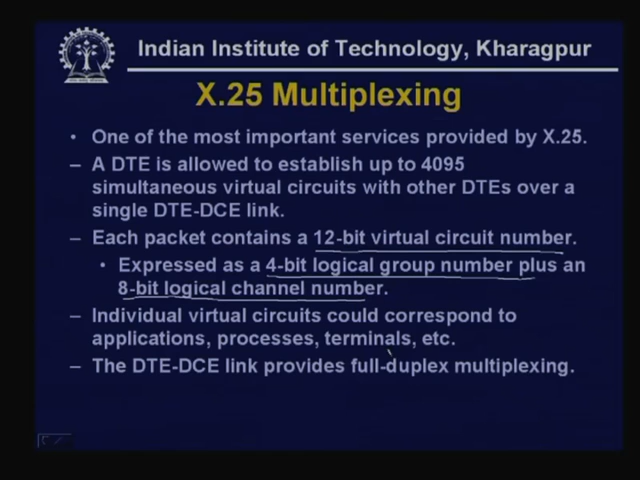 Indian Institute of Technology, Kharagpur
X.25 Multiplexing
• One of the most important services provided by X.25.
– A DTE is allowed to establish up to 4095
simultaneous virtual circuits with other DTEs over a
single DTE-DCE link.
– Each packet contains a 12-bit virtual circuit number.
• Expressed as a 4-bit logical group number plus an
8-bit logical channel number.
– Individual virtual circuits could correspond to
applications, processes, terminals, etc.
– The DTE-DCE link provides full-duplex multiplexing.